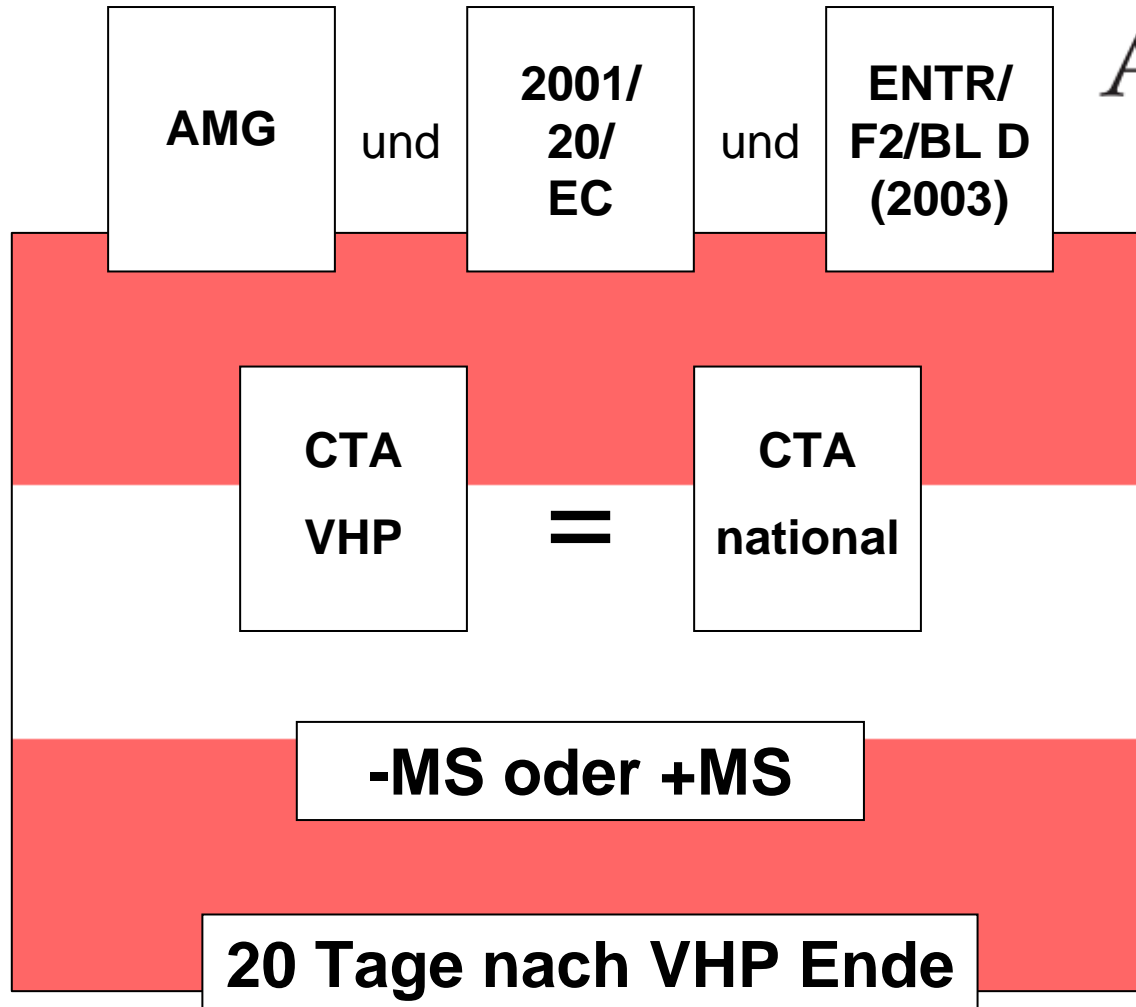 AMG und 2001/ und ENTR/ A
20/ F2/BL D
EC (2003)
CTA = CTA
VHP national
-MS oder +MS
20 Tage nach VHP Ende